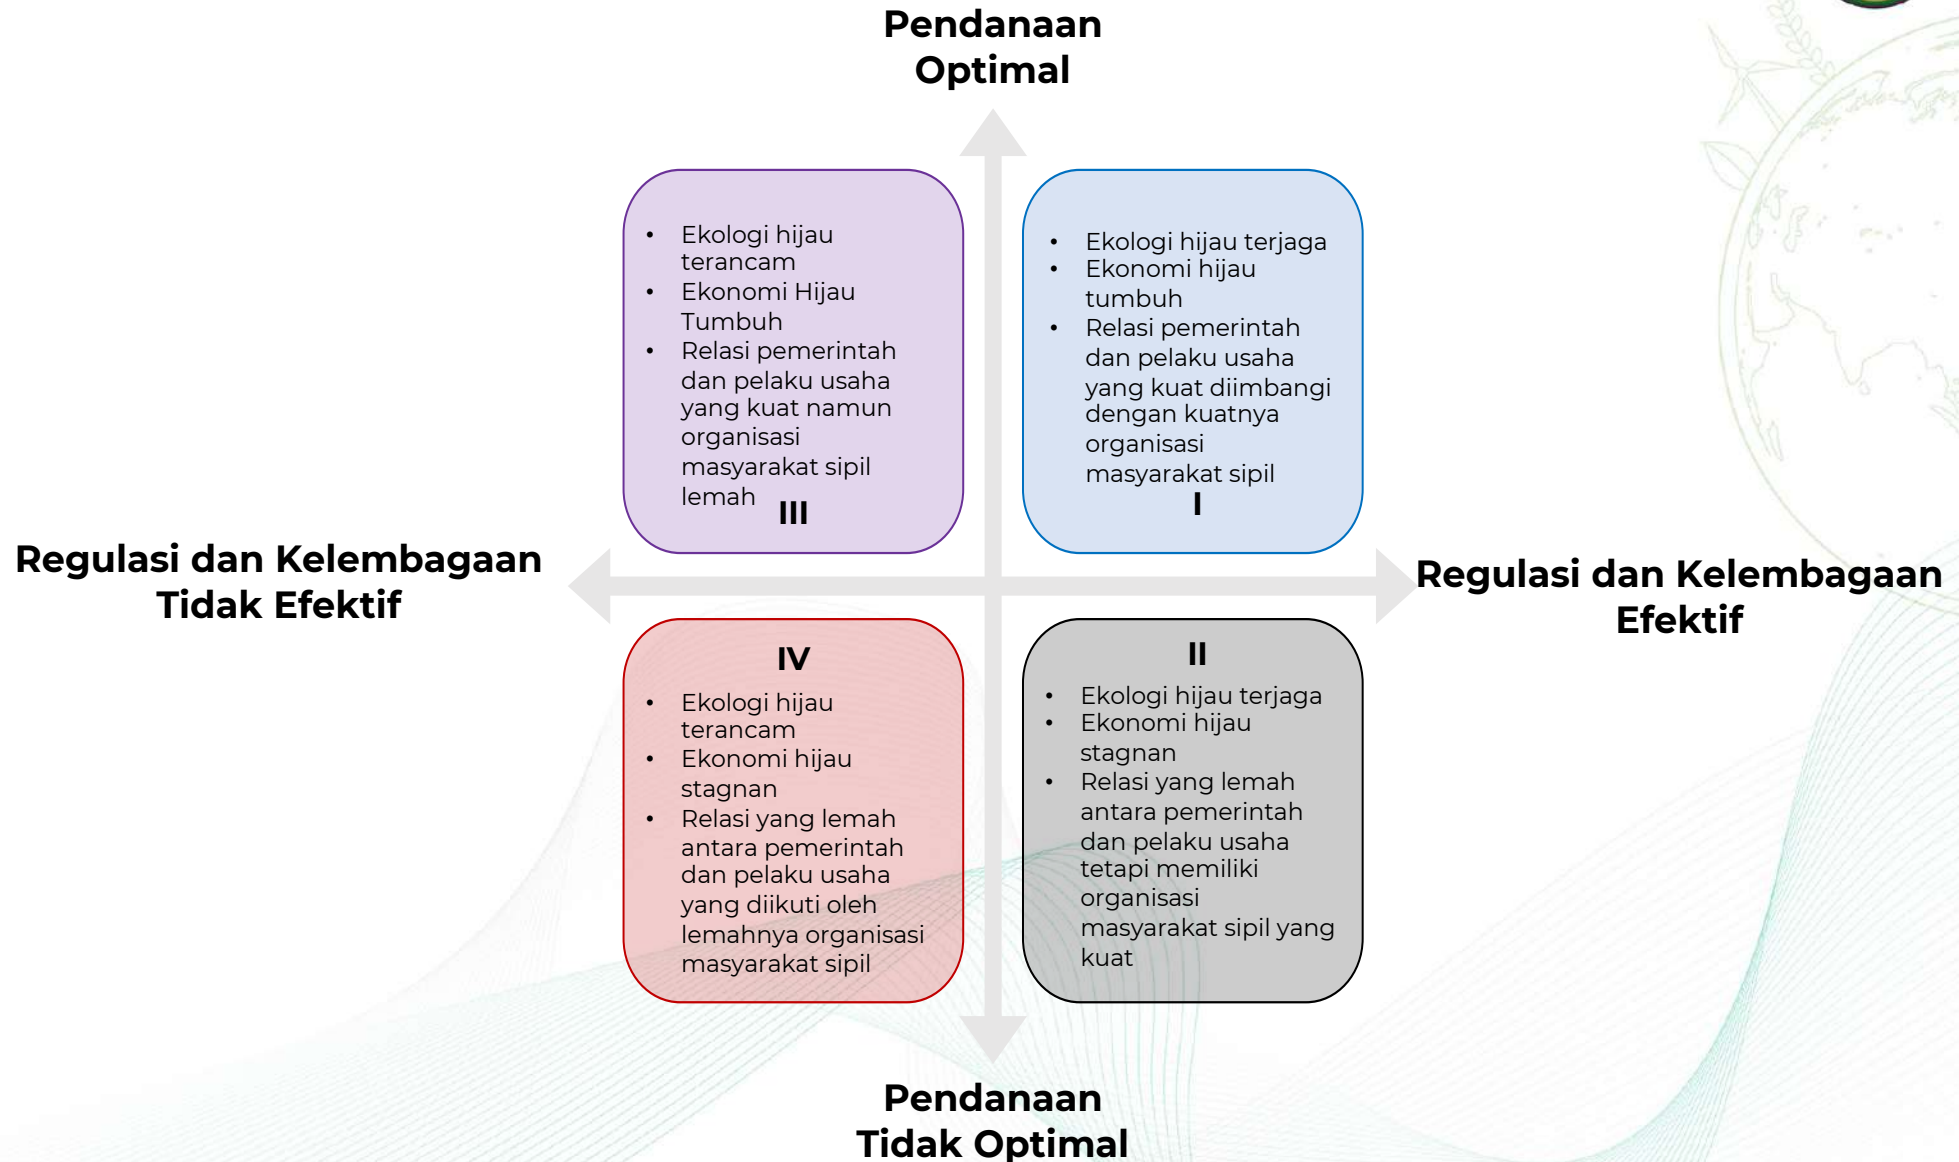 Pendanaan
Optimal
• Ekologi hijau
terancam
• Ekonomi Hijau
Tumbuh
• Relasi pemerintah
dan pelaku usaha
yang kuat namun
organisasi
masyarakat sipil
lemah
III
• Ekologi hijau terjaga
• Ekonomi hijau
tumbuh
• Relasi pemerintah
dan pelaku usaha
yang kuat diimbangi
dengan kuatnya
organisasi
masyarakat sipil
I
Regulasi dan Kelembagaan
Tidak Efektif
Regulasi dan Kelembagaan
Efektif
IV
• Ekologi hijau
terancam
• Ekonomi hijau
stagnan
• Relasi yang lemah
antara pemerintah
dan pelaku usaha
yang diikuti oleh
lemahnya organisasi
masyarakat sipil
II
• Ekologi hijau terjaga
• Ekonomi hijau
stagnan
• Relasi yang lemah
antara pemerintah
dan pelaku usaha
tetapi memiliki
organisasi
masyarakat sipil yang
kuat
Pendanaan
Tidak Optimal